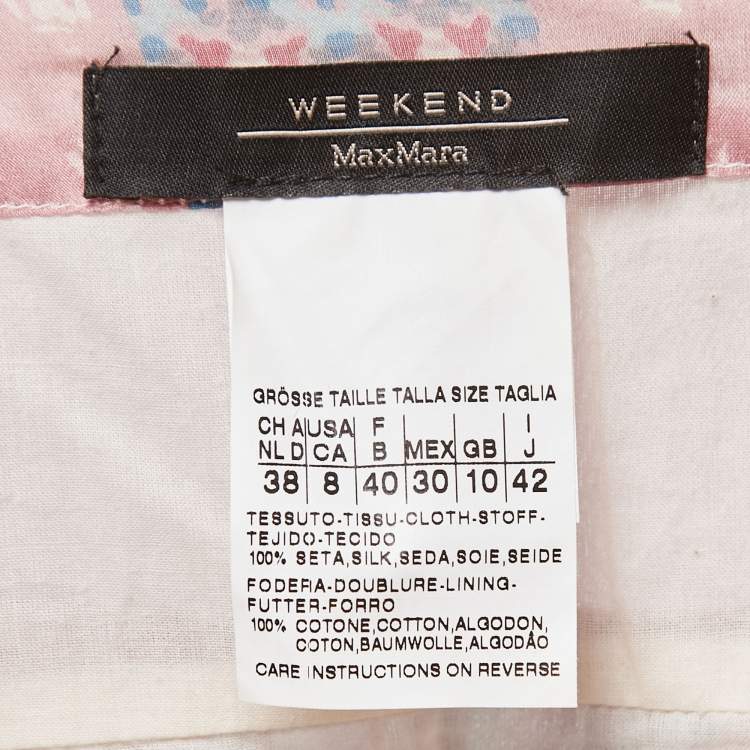 WEEKEND
MaxMara
GRÖSSE TAILLE TALLA SIZE TAGLIA
CH A USA F I
NL D CA B MEX GB J
38 8 40 30 10 42
TESSUTO-TISSU-CLOTH-STOFF-
TEJIDO-TECIDO
100% SETA,SILK,SEDA,SOIE,SEIDE
FODERA-DOUBLURE-LINING-
FUTTER-FORRO
100% COTONE,COTTON,ALGODON,
COTON,BAUMWOLLE,ALGODÂO
CARE INSTRUCTIONS ON REVERSE